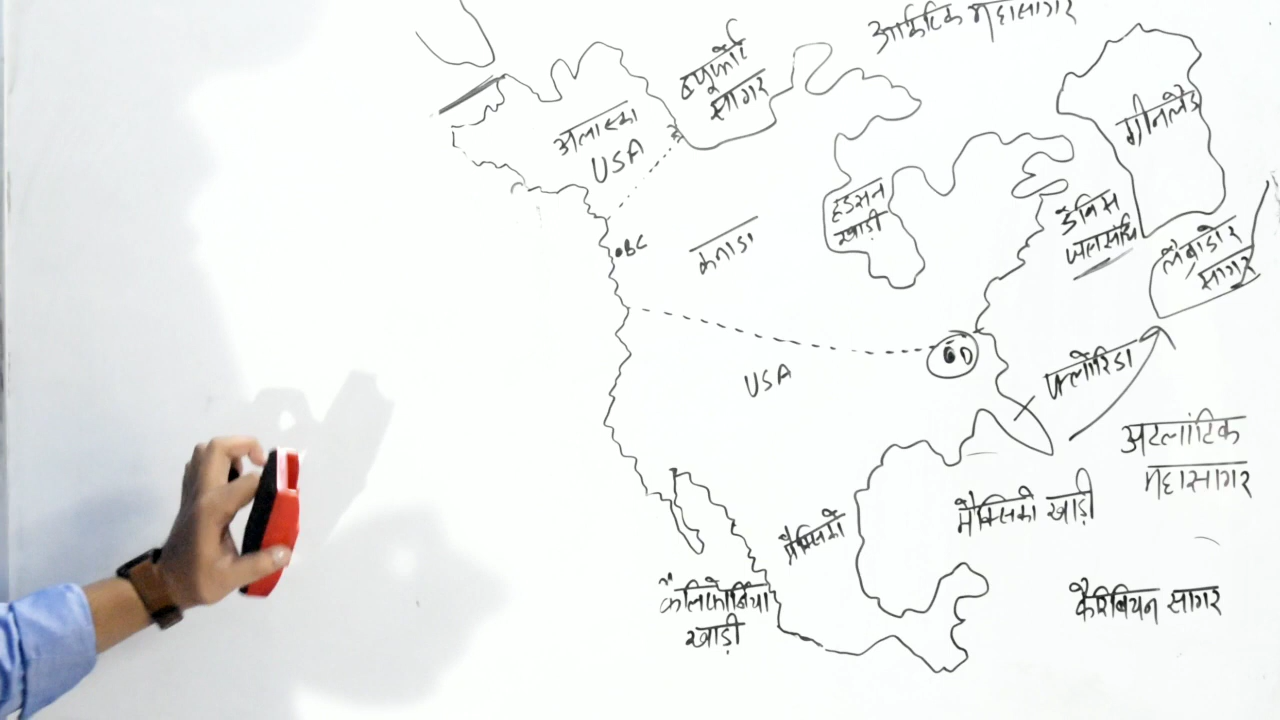 आर्कटिक महासागर
ब्यूफोर्ट
सागर
अलास्का
USA
ग्रीनलैंड
हडसन
खाड़ी
डेविस
जलसंधि
BC
कनाडा
लैब्राडोर
सागर
USA
फ्लोरिडा
अटलांटिक
महासागर
मैक्सिको खाड़ी
मैक्सिको
कैलिफोर्निया
खाड़ी
कैरिबियन सागर